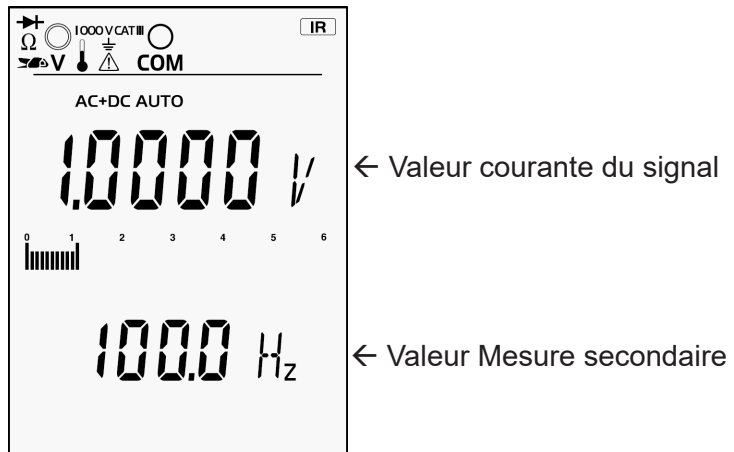 IR
Ω 1000 V CAT III
V COM
AC+DC AUTO
1.0000 V
← Valeur courante du signal
0 1 2 3 4 5 6
100.0 Hz
← Valeur Mesure secondaire